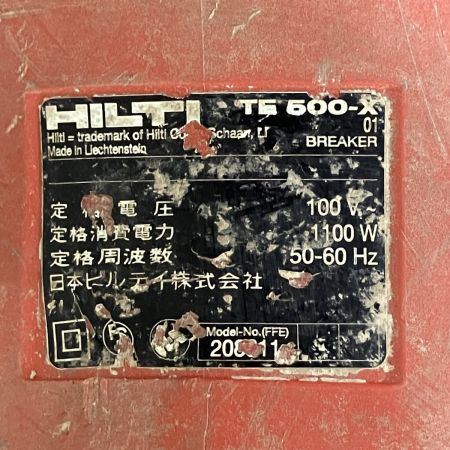 HILTI TE 500-X
01
Hilti = trademark of Hilti Schaan,
Made in Liechtenstein BREAKER
定 電圧 100 V~
定格消費電力 1100 W
定格周波数 50-60 Hz
日本ヒルティ株式会社
Model-No.(FFE)